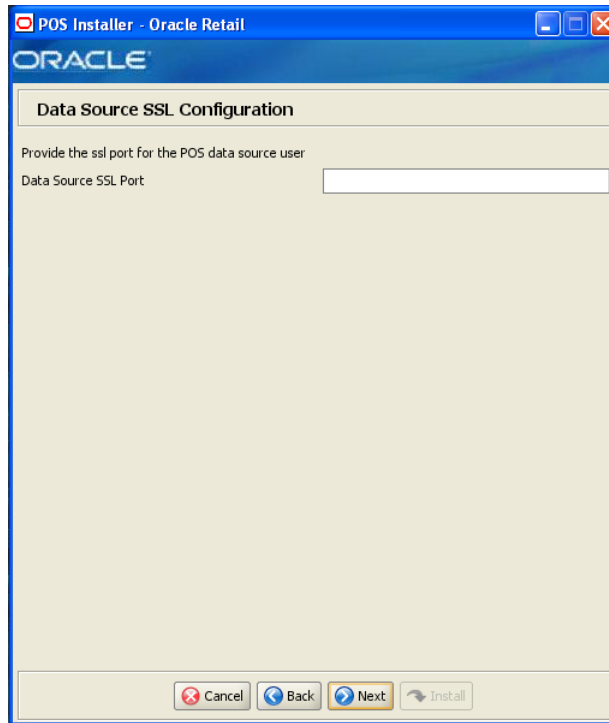 POS Installer - Oracle Retail
ORACLE
Data Source SSL Configuration
Provide the ssl port for the POS data source user
Data Source SSL Port
Cancel
Back
Next
Install